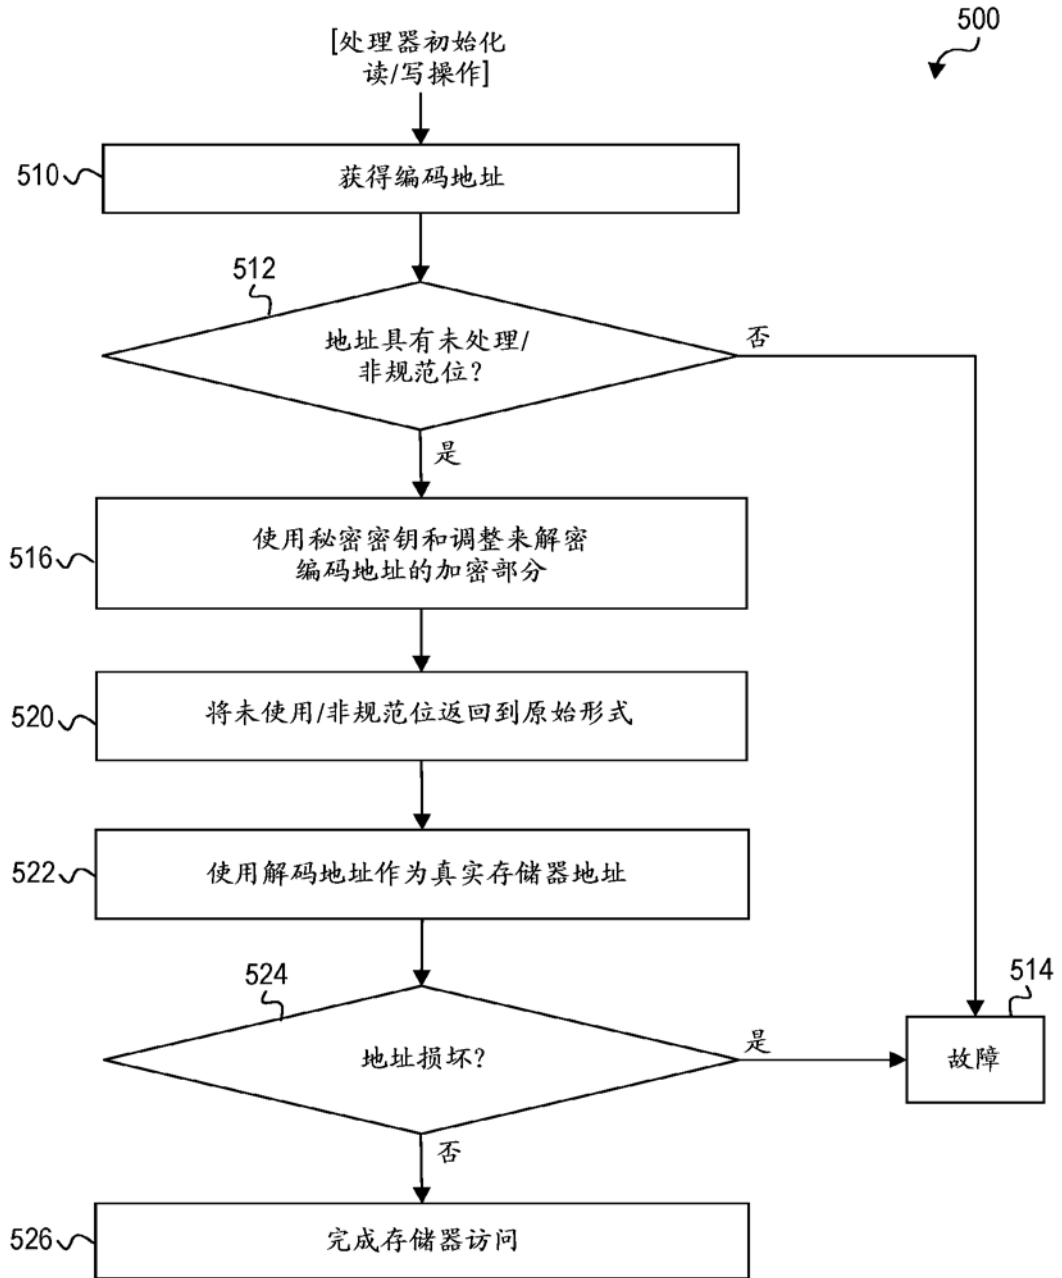 500
[处理器初始化
读/写操作]
510
获得编码地址
512
地址具有未处理/
非规范位?
否
是
516
使用秘密密钥和调整来解密
编码地址的加密部分
520
将未使用/非规范位返回到原始形式
522
使用解码地址作为真实存储器地址
524
514
地址损坏?
是
故障
否
526
完成存储器访问